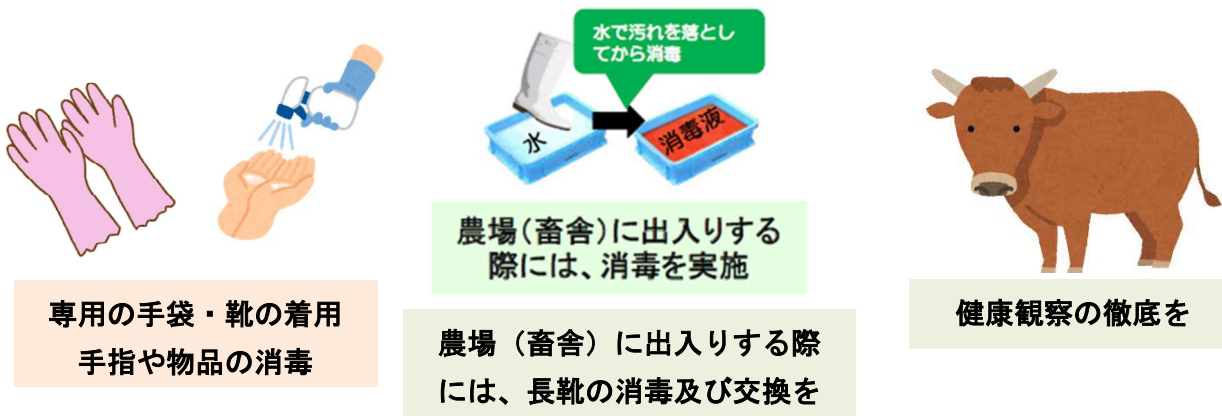 専用の手袋・靴の着用
手指や物品の消毒
水で汚れを落とし
てから消毒
水
消毒液
農場(畜舎)に出入りする
際には、消毒を実施
農場（畜舎）に出入りする際
には、長靴の消毒及び交換を
健康観察の徹底を